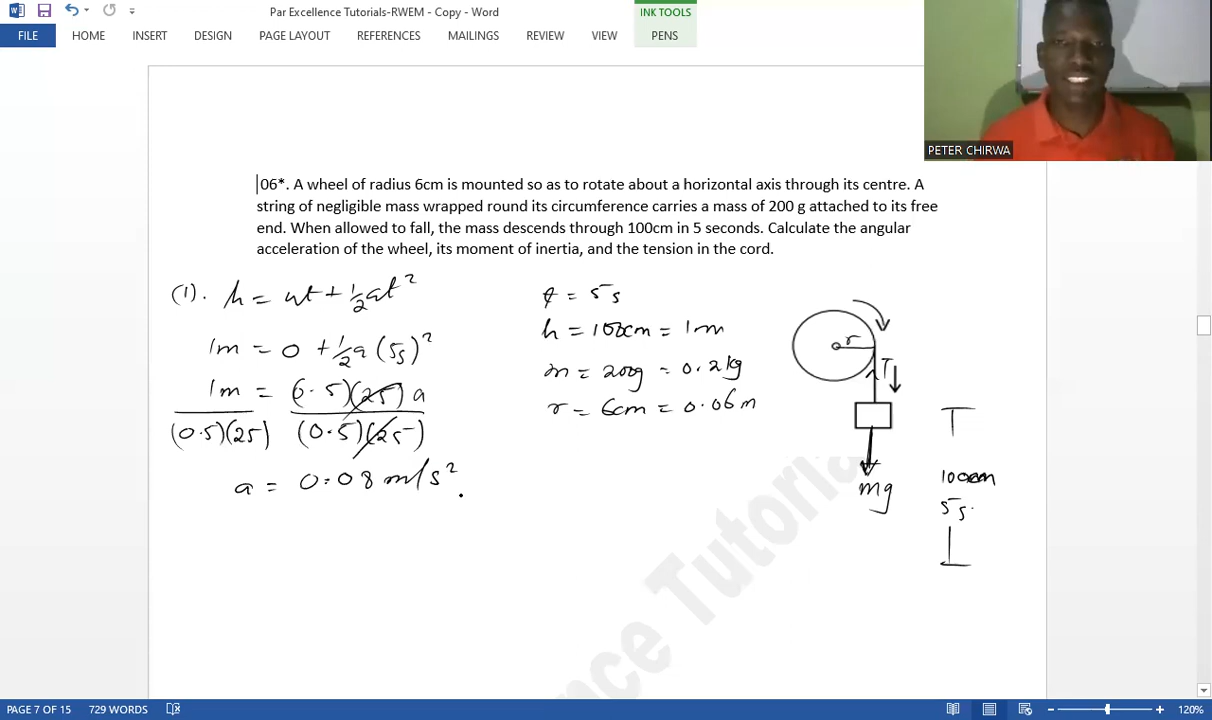 Par Excellence Tutorials-RWEM - Copy - Word
INK TOOLS
FILE HOME INSERT DESIGN PAGE LAYOUT REFERENCES MAILINGS REVIEW VIEW PENS
PETER CHIRWA
06*. A wheel of radius 6cm is mounted so as to rotate about a horizontal axis through its centre. A
string of negligible mass wrapped round its circumference carries a mass of 200 g attached to its free
end. When allowed to fall, the mass descends through 100cm in 5 seconds. Calculate the angular
acceleration of the wheel, its moment of inertia, and the tension in the cord.
(1). h = ut + 1/2 at²
1m = 0 + 1/2 a (5s)²
1m = (0.5)(25) a
(0.5)(25) (0.5)(25)
a = 0.08 m/s².
t = 5s
h = 100cm = 1m
m = 200g = 0.2kg
r = 6cm = 0.06m
r
T
mg
100cm
5s.
ence Tutorial
PAGE 7 OF 15 729 WORDS 120%